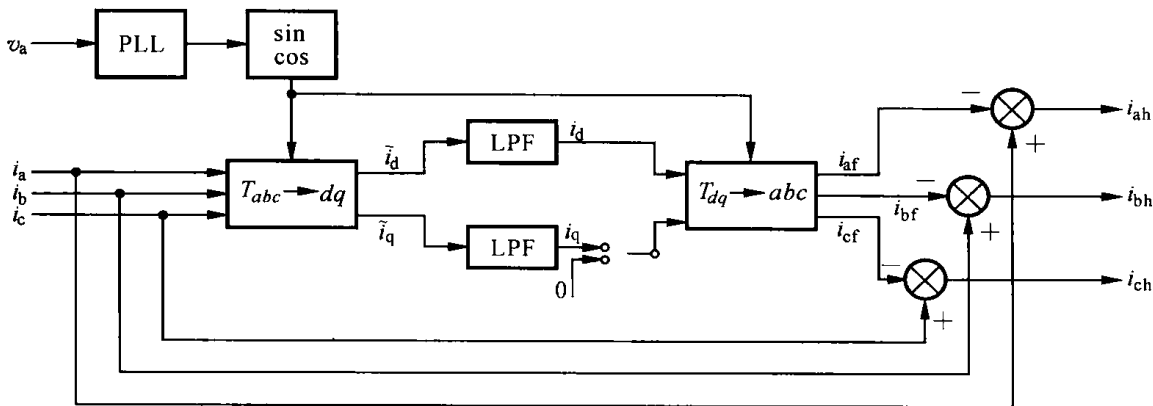 v_a
PLL
sin
cos
−
i_ah
+
i_a
i_b
i_c
T_abc → dq
ĩ_d
LPF
i_d
T_dq → abc
i_af
−
i_bf
i_bh
+
i_cf
ĩ_q
LPF
i_q
0
−
i_ch
+